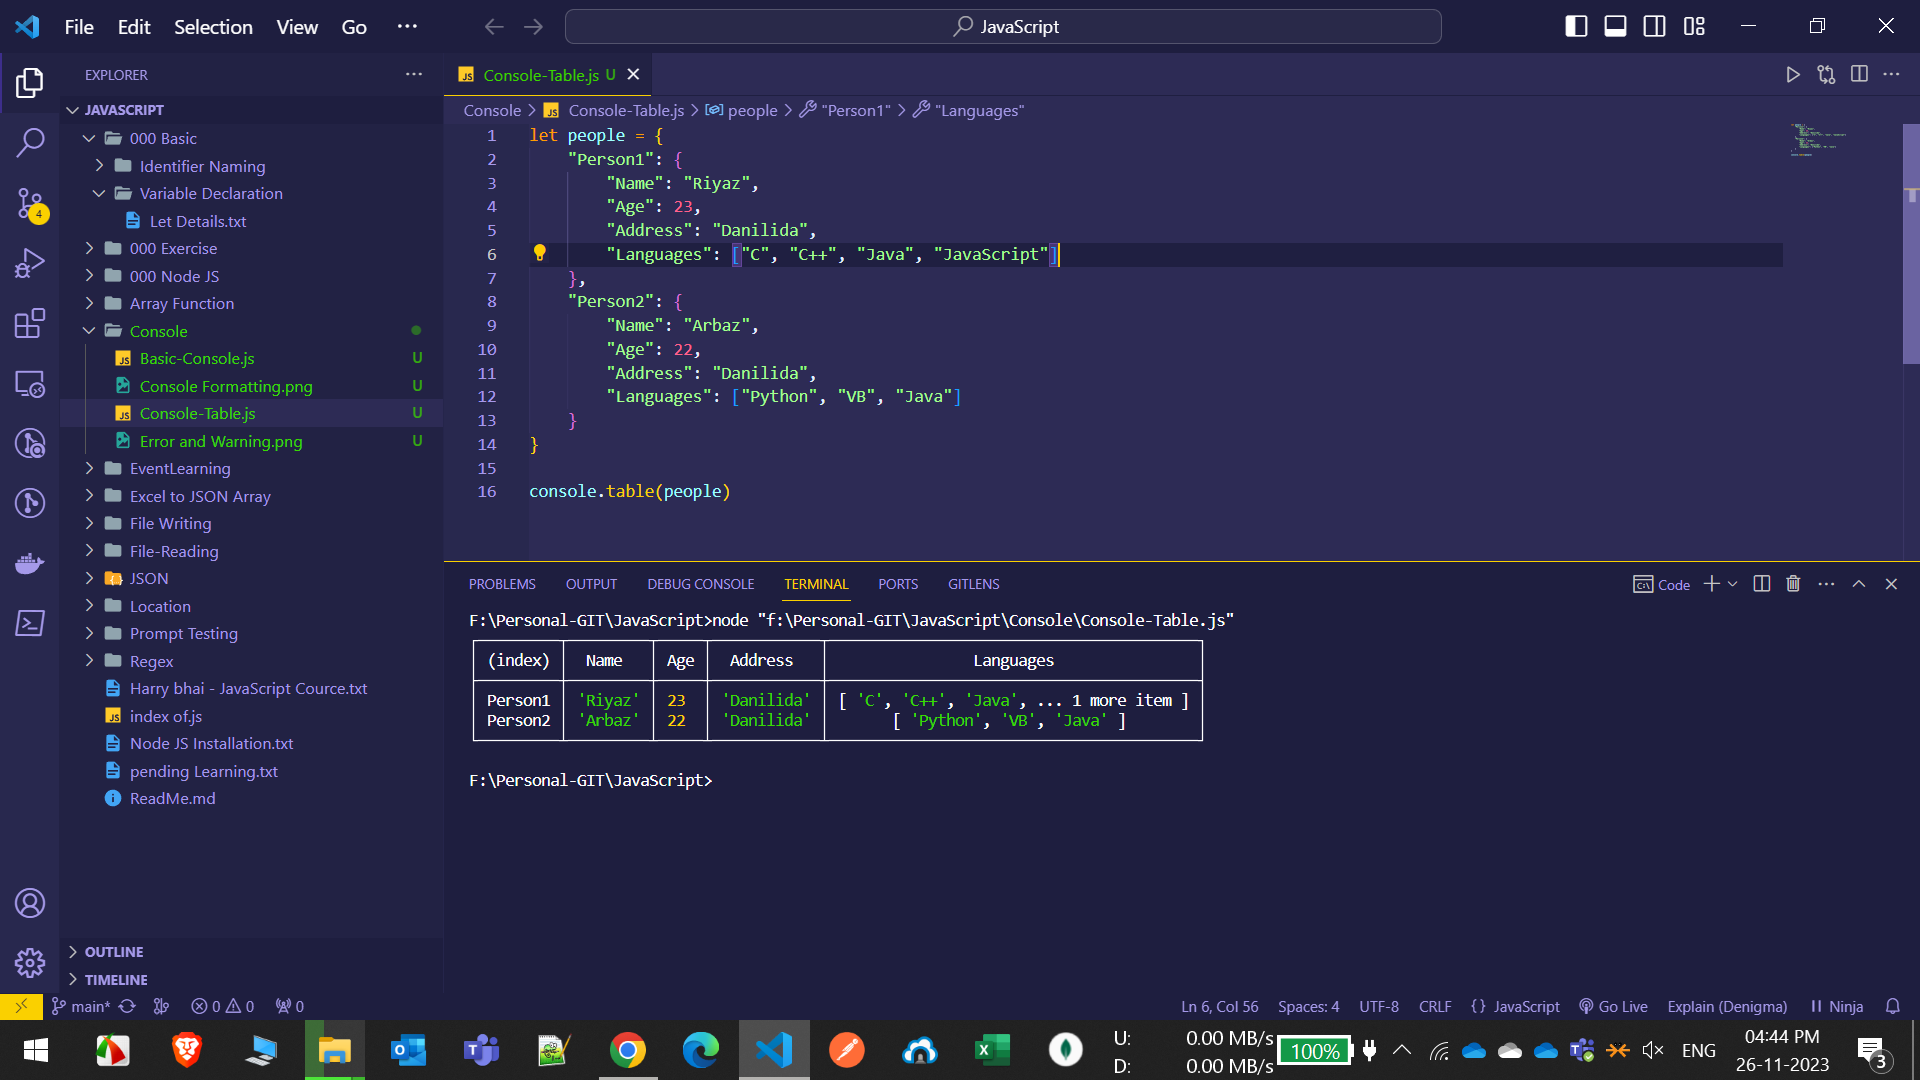 File Edit Selection View Go ··· JavaScript
EXPLORER ···
JAVASCRIPT
000 Basic
Identifier Naming
Variable Declaration
Let Details.txt
000 Exercise
000 Node JS
Array Function
Console
Basic-Console.js U
Console Formatting.png U
Console-Table.js U
Error and Warning.png U
EventLearning
Excel to JSON Array
File Writing
File-Reading
JSON
Location
Prompt Testing
Regex
Harry bhai - JavaScript Cource.txt
index of.js
Node JS Installation.txt
pending Learning.txt
ReadMe.md
OUTLINE
TIMELINE
4
JS Console-Table.js U
Console > JS Console-Table.js > people > "Person1" > "Languages"
1 let people = {
2 "Person1": {
3 "Name": "Riyaz",
4 "Age": 23,
5 "Address": "Danilida",
6 "Languages": ["C", "C++", "Java", "JavaScript"]
7 },
8 "Person2": {
9 "Name": "Arbaz",
10 "Age": 22,
11 "Address": "Danilida",
12 "Languages": ["Python", "VB", "Java"]
13 }
14 }
15
16 console.table(people)
PROBLEMS OUTPUT DEBUG CONSOLE TERMINAL PORTS GITLENS Code
F:\Personal-GIT\JavaScript>node "f:\Personal-GIT\JavaScript\Console\Console-Table.js"
(index) Name Age Address Languages
Person1 'Riyaz' 23 'Danilida' [ 'C', 'C++', 'Java', ... 1 more item ]
Person2 'Arbaz' 22 'Danilida' [ 'Python', 'VB', 'Java' ]
F:\Personal-GIT\JavaScript>
main* 0 0 0 Ln 6, Col 56 Spaces: 4 UTF-8 CRLF {} JavaScript Go Live Explain (Denigma) Ninja
U: 0.00 MB/s
D: 0.00 MB/s
100%
ENG
04:44 PM
26-11-2023
3